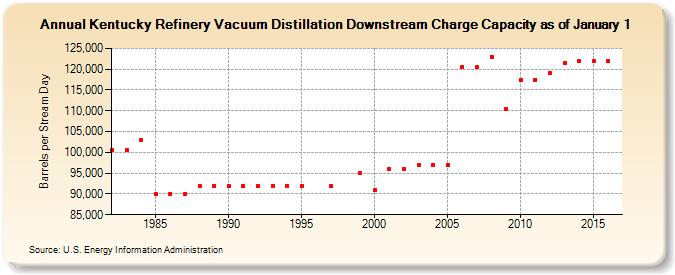 Annual Kentucky Refinery Vacuum Distillation Downstream Charge Capacity as of January 1
Barrels per Stream Day
125,000
120,000
115,000
110,000
105,000
100,000
95,000
90,000
85,000
1985 1990 1995 2000 2005 2010 2015
Source: U.S. Energy Information Administration